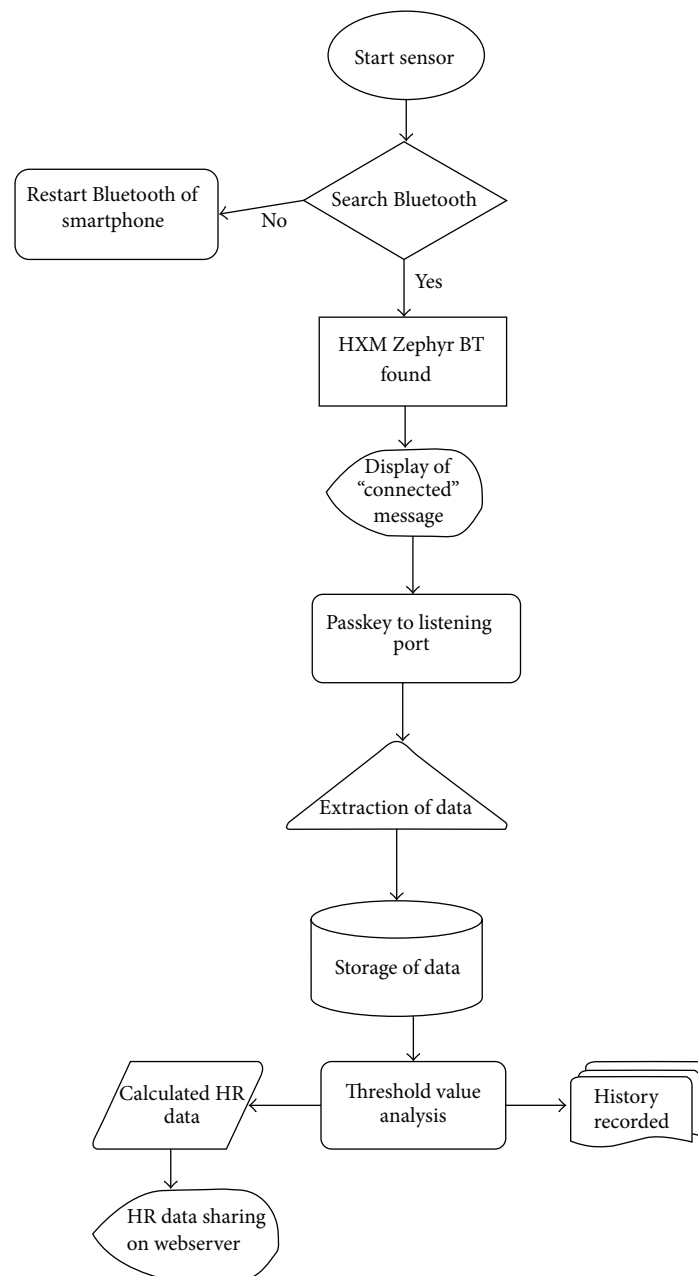 Start sensor
Search Bluetooth
Restart Bluetooth of
smartphone
No
Yes
HXM Zephyr BT
found
Display of
“connected”
message
Passkey to listening
port
Extraction of data
Storage of data
Threshold value
analysis
Calculated HR
data
History
recorded
HR data sharing
on webserver